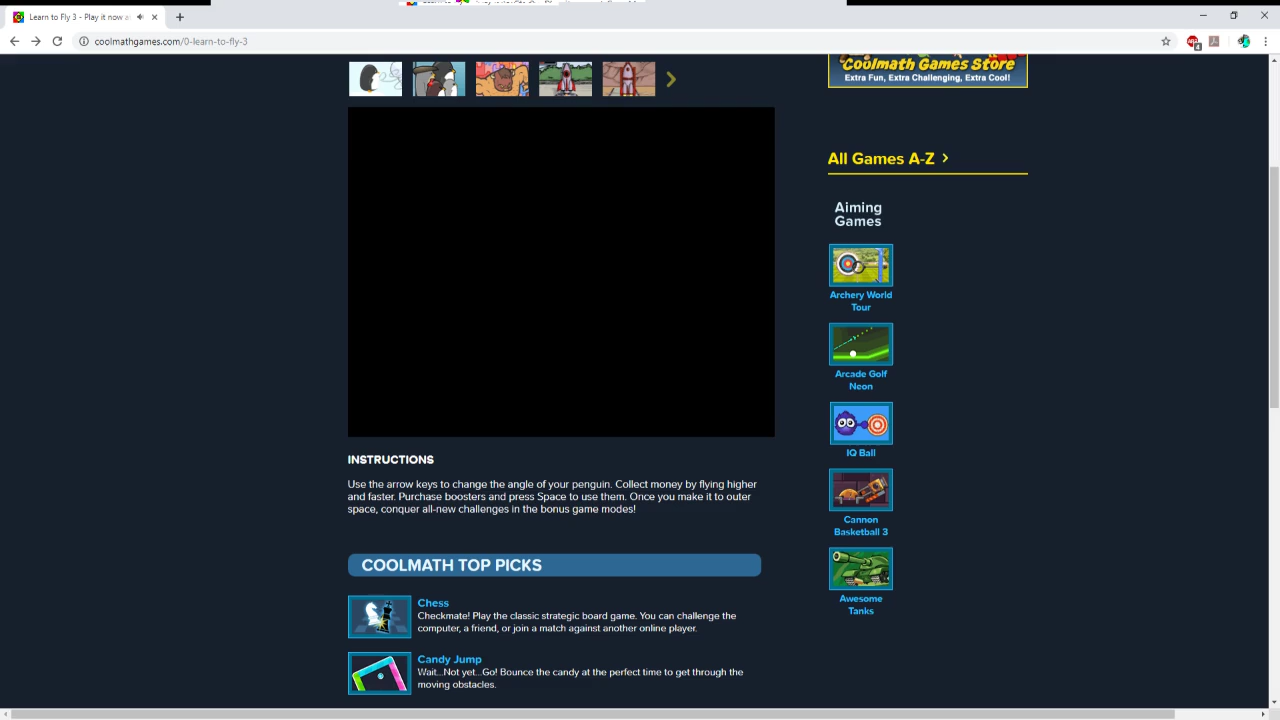 Learn to Fly 3 - Play it now a
coolmathgames.com/0-learn-to-fly-3
4
Coolmath Games Store
Extra Fun, Extra Challenging, Extra Cool!
All Games A-Z
Aiming
Games
Archery World
Tour
Arcade Golf
Neon
IQ Ball
Cannon
Basketball 3
Awesome
Tanks
INSTRUCTIONS
Use the arrow keys to change the angle of your penguin. Collect money by flying higher
and faster. Purchase boosters and press Space to use them. Once you make it to outer
space, conquer all-new challenges in the bonus game modes!
COOLMATH TOP PICKS
Chess
Checkmate! Play the classic strategic board game. You can challenge the
computer, a friend, or join a match against another online player.
Candy Jump
Wait...Not yet...Go! Bounce the candy at the perfect time to get through the
moving obstacles.